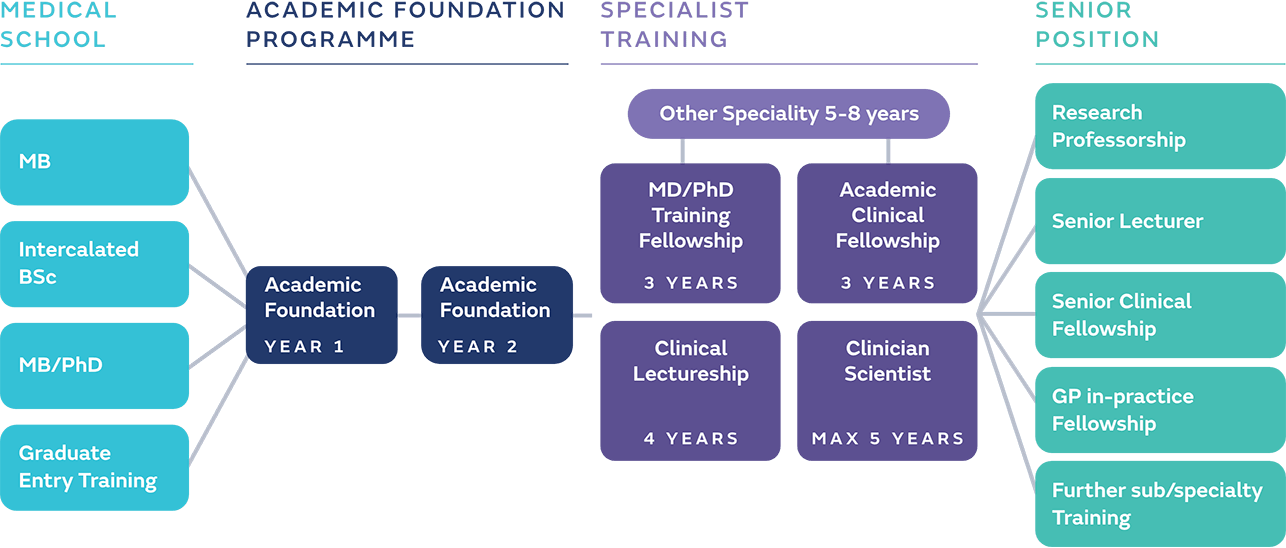 MEDICAL
SCHOOL
ACADEMIC FOUNDATION
PROGRAMME
SPECIALIST
TRAINING
SENIOR
POSITION
MB
Intercalated
BSc
MB/PhD
Graduate
Entry Training
Academic
Foundation
YEAR 1
Academic
Foundation
YEAR 2
Other Speciality 5-8 years
MD/PhD
Training
Fellowship
3 YEARS
Academic
Clinical
Fellowship
3 YEARS
Clinical
Lectureship
4 YEARS
Clinician
Scientist
MAX 5 YEARS
Research
Professorship
Senior Lecturer
Senior Clinical
Fellowship
GP in-practice
Fellowship
Further sub/specialty
Training